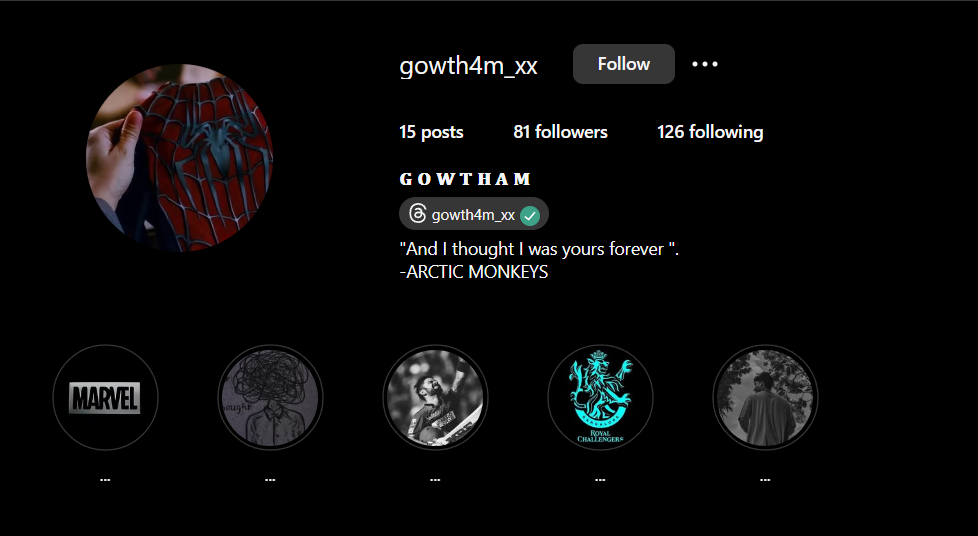 gowth4m_xx Follow
15 posts 81 followers 126 following
G O W T H A M
gowth4m_xx
"And I thought I was yours forever ".
-ARCTIC MONKEYS
MARVEL
ROYAL
CHALLENGERS
... ... ... ... ...